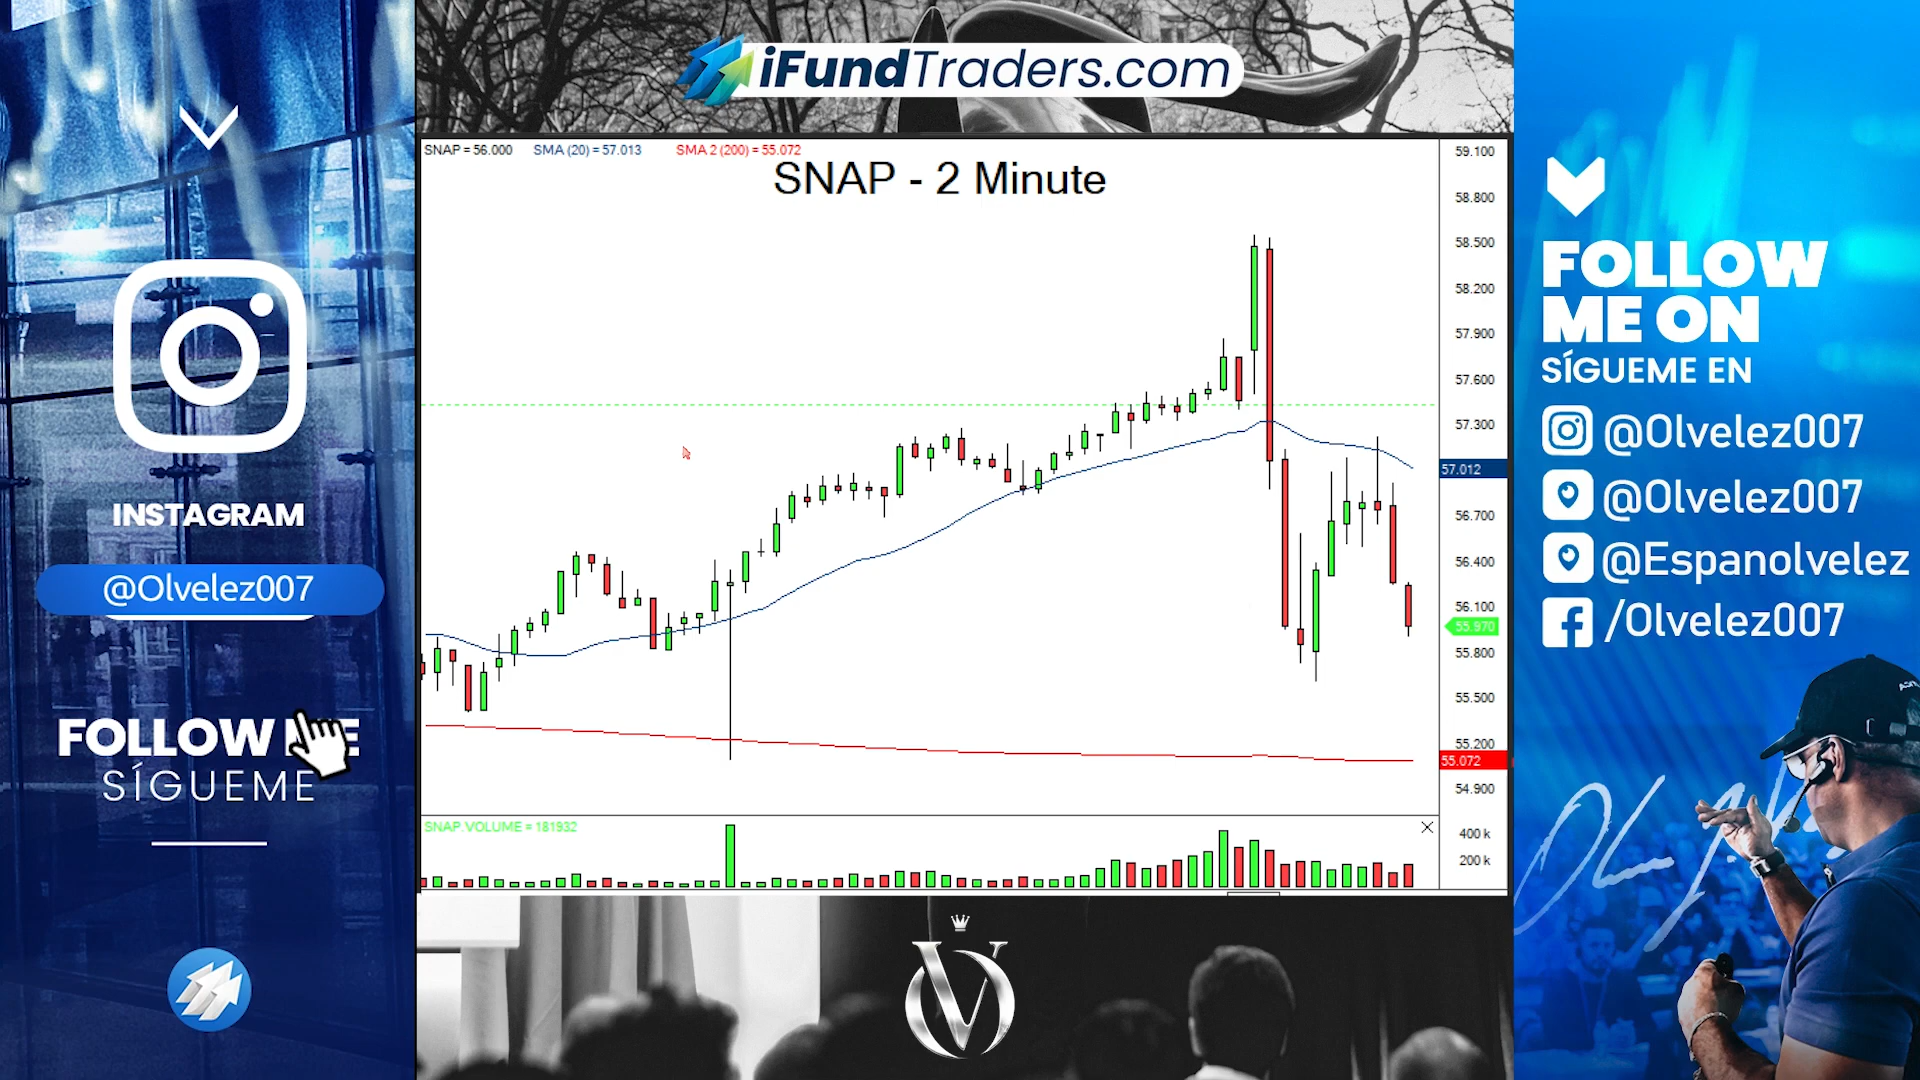 iFundTraders.com
INSTAGRAM
@Olvelez007
FOLLOW ME
SÍGUEME
SNAP = 56.000 SMA (20) = 57.013 SMA 2 (200) = 55.072
SNAP - 2 Minute
59.100
58.800
58.500
58.200
57.900
57.600
57.300
57.012
56.700
56.400
56.100
55.970
55.800
55.500
55.200
55.072
54.900
SNAP.VOLUME = 181932
400 k
200 k
OV
FOLLOW
ME ON
SÍGUEME EN
@Olvelez007
@Olvelez007
@Espanolvelez
/Olvelez007